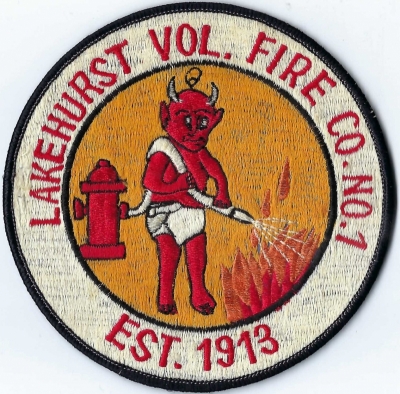 LAKEHURST VOL. FIRE CO. NO.1
EST. 1913